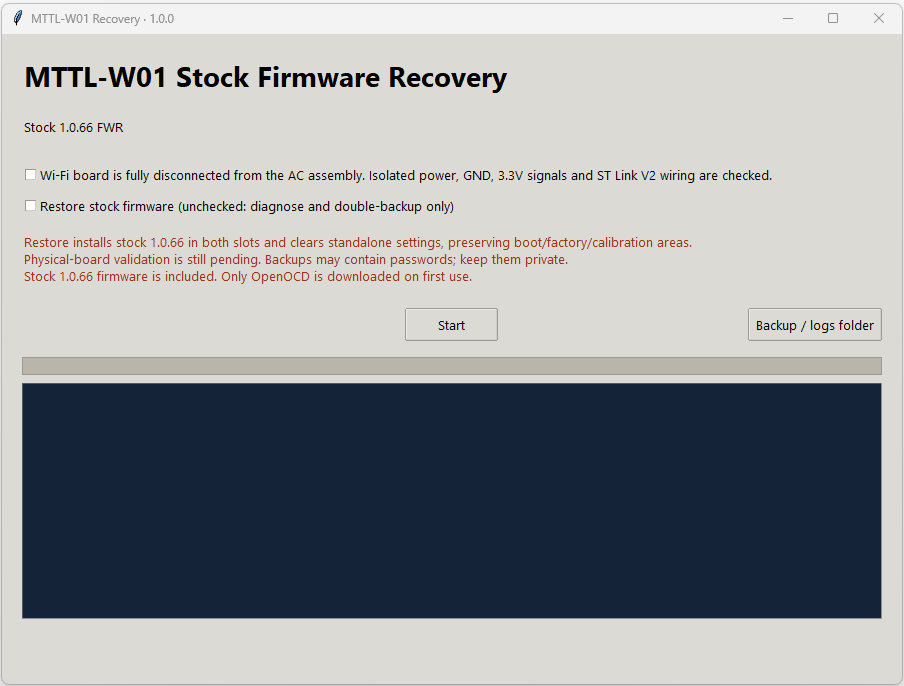 MTTL-W01 Recovery · 1.0.0
MTTL-W01 Stock Firmware Recovery
Stock 1.0.66 FWR
Wi-Fi board is fully disconnected from the AC assembly. Isolated power, GND, 3.3V signals and ST Link V2 wiring are checked.
Restore stock firmware (unchecked: diagnose and double-backup only)
Restore installs stock 1.0.66 in both slots and clears standalone settings, preserving boot/factory/calibration areas.
Physical-board validation is still pending. Backups may contain passwords; keep them private.
Stock 1.0.66 firmware is included. Only OpenOCD is downloaded on first use.
Start
Backup / logs folder